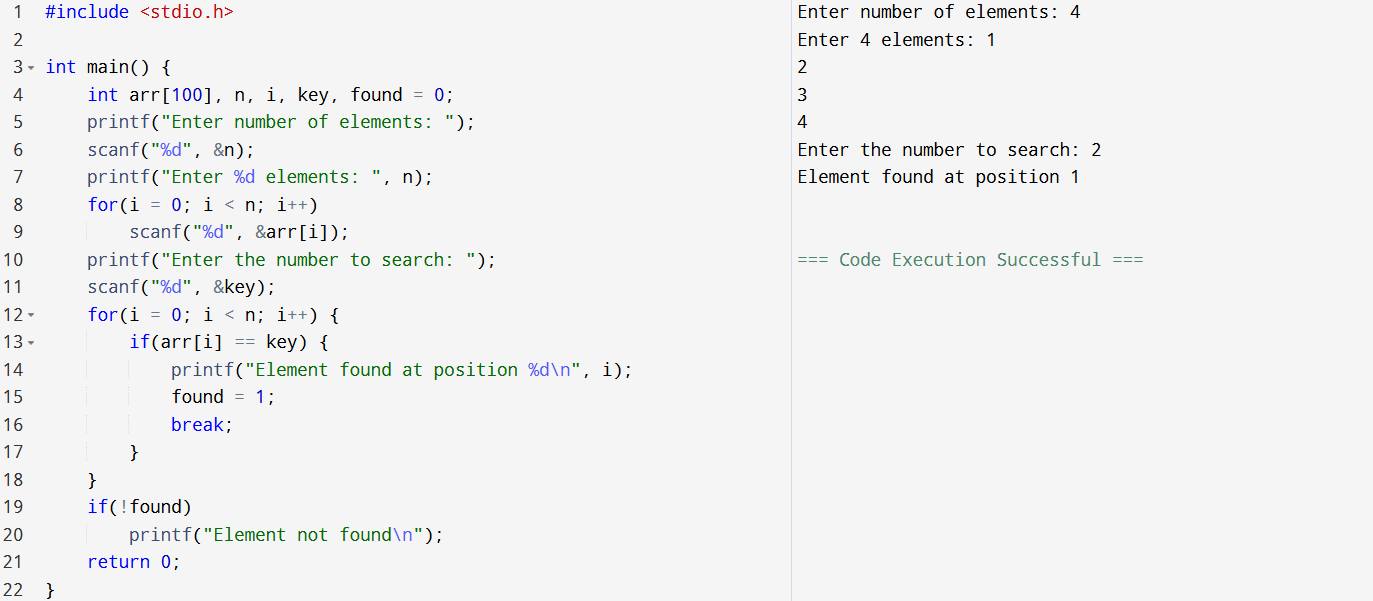 1 #include <stdio.h>
2
3 int main() {
4     int arr[100], n, i, key, found = 0;
5     printf("Enter number of elements: ");
6     scanf("%d", &n);
7     printf("Enter %d elements: ", n);
8     for(i = 0; i < n; i++)
9         scanf("%d", &arr[i]);
10     printf("Enter the number to search: ");
11     scanf("%d", &key);
12     for(i = 0; i < n; i++) {
13         if(arr[i] == key) {
14             printf("Element found at position %d\n", i);
15             found = 1;
16             break;
17         }
18     }
19     if(!found)
20         printf("Element not found\n");
21     return 0;
22 }
Enter number of elements: 4
Enter 4 elements: 1
2
3
4
Enter the number to search: 2
Element found at position 1
=== Code Execution Successful ===